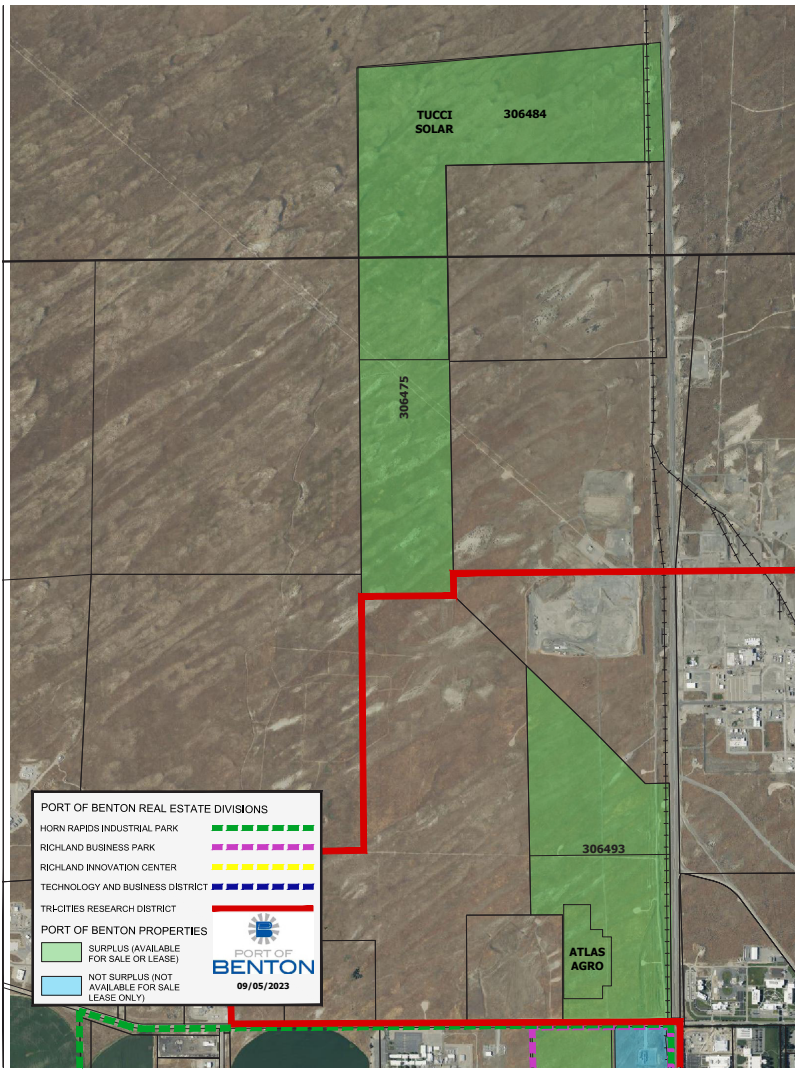 TUCCI
SOLAR
306484
306475
306493
ATLAS
AGRO
PORT OF BENTON REAL ESTATE DIVISIONS
HORN RAPIDS INDUSTRIAL PARK
RICHLAND BUSINESS PARK
RICHLAND INNOVATION CENTER
TECHNOLOGY AND BUSINESS DISTRICT
TRI-CITIES RESEARCH DISTRICT
PORT OF BENTON PROPERTIES
SURPLUS (AVAILABLE
FOR SALE OR LEASE)
NOT SURPLUS (NOT
AVAILABLE FOR SALE
LEASE ONLY)
PORT OF
BENTON
09/05/2023